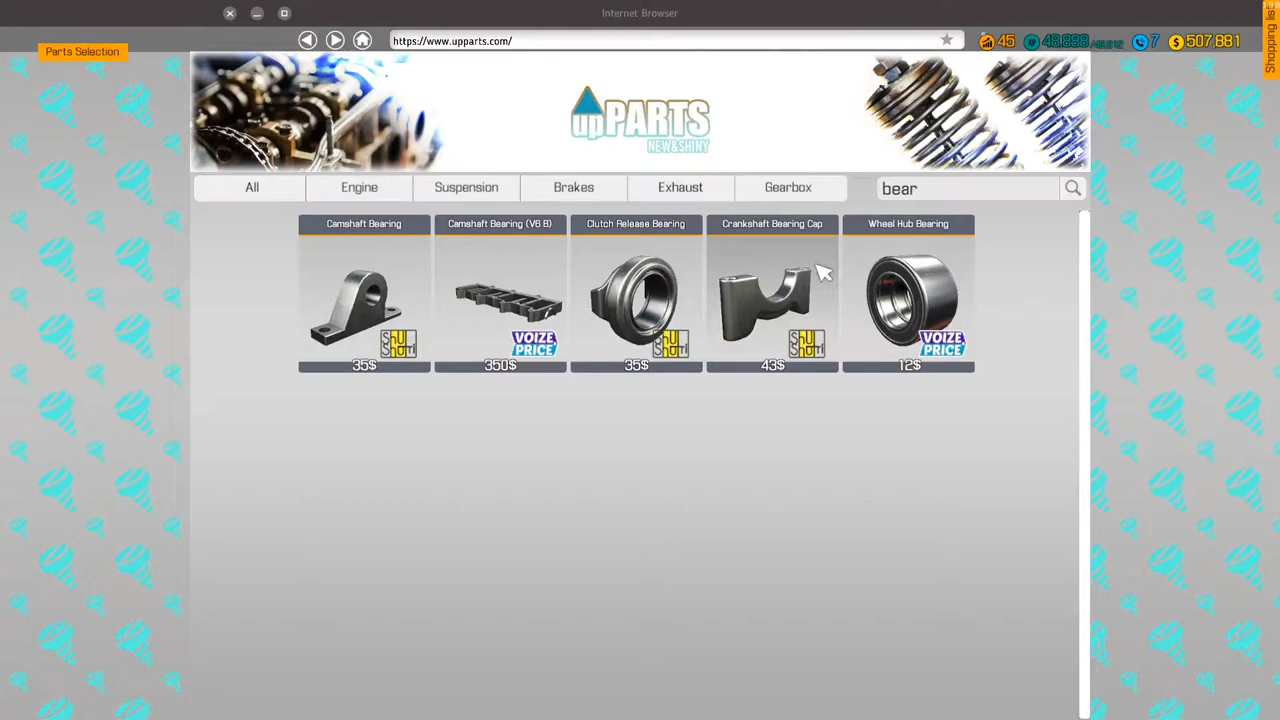 Internet Browser
https://www.upparts.com/
45
7
507,881
Parts Selection
Shopping list
upPARTS
NEW&SHINY
All
Engine
Suspension
Brakes
Exhaust
Gearbox
bear
Camshaft Bearing
Camshaft Bearing (V6 B)
Clutch Release Bearing
Crankshaft Bearing Cap
Wheel Hub Bearing
VOIZE PRICE
VOIZE PRICE
35$
350$
35$
43$
12$